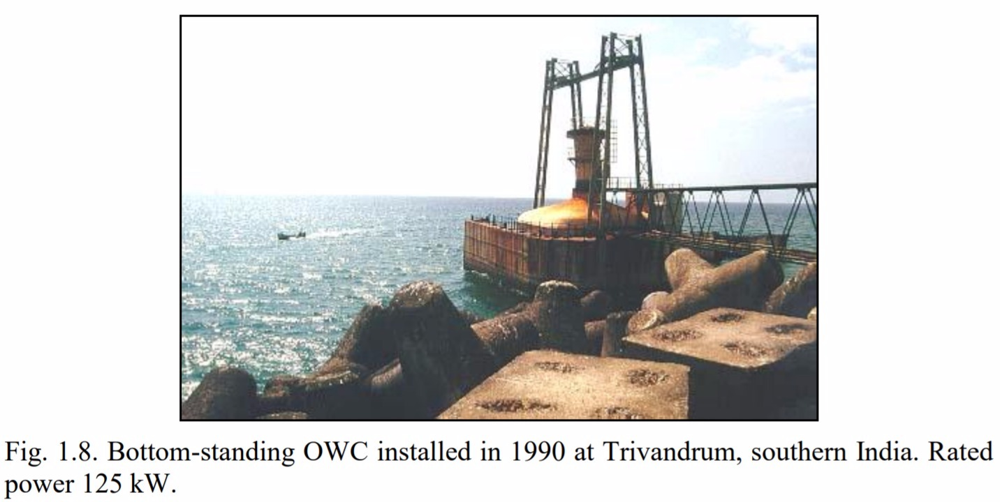 Fig. 1.8. Bottom-standing OWC installed in 1990 at Trivandrum, southern India. Rated
power 125 kW.